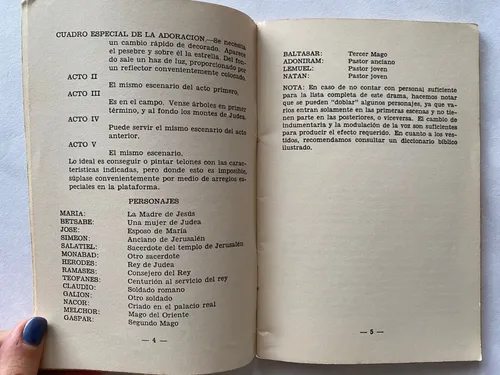 CUADRO ESPECIAL DE LA ADORACION.—Se necesita
un cambio rápido de decorado. Aparece
el pesebre y sobre él la estrella. Del fon-
do sale un haz de luz, proporcionado por
un reflector convenientemente colocado.
ACTO II
El mismo escenario del acto primero.
ACTO III
Es en el campo. Vense árboles en primer
término, y al fondo los montes de Judea.
ACTO IV
Puede servir el mismo escenario del acto
anterior.
ACTO V
El mismo escenario.
Lo ideal es conseguir o pintar telones con las carac-
terísticas indicadas, pero donde esto es imposible,
súplase convenientemente por medio de arreglos es-
peciales en la plataforma.
PERSONAJES
MARIA: La Madre de Jesús
BETSABE: Una mujer de Judea
JOSE: Esposo de María
SIMEON: Anciano de Jerusalén
SALATIEL: Sacerdote del templo de Jerusalén
MONABAD: Otro sacerdote
HERODES: Rey de Judea
RAMASES: Consejero del Rey
TEOFANES: Centurión al servicio del rey
CLAUDIO: Soldado romano
GALION: Otro soldado
NACOR: Criado en el palacio real
MELCHOR: Mago del Oriente
GASPAR: Segundo Mago
— 4 —
BALTASAR: Tercer Mago
ADONIRAM: Pastor anciano
LEMUEL: Pastor joven
NATAN: Pastor joven
NOTA: En caso de no contar con personal suficiente
para la lista completa de este drama, hacemos notar
que se pueden "doblar" algunos personajes, ya que va-
rios entran solamente en las primeras escenas y no tie-
nen parte en las posteriores, o viceversa. El cambio de
indumentaria y la modulación de la voz son suficientes
para producir el efecto requerido. En cuanto a los ves-
tidos, recomendamos consultar un diccionario bíblico
ilustrado.
— 5 —